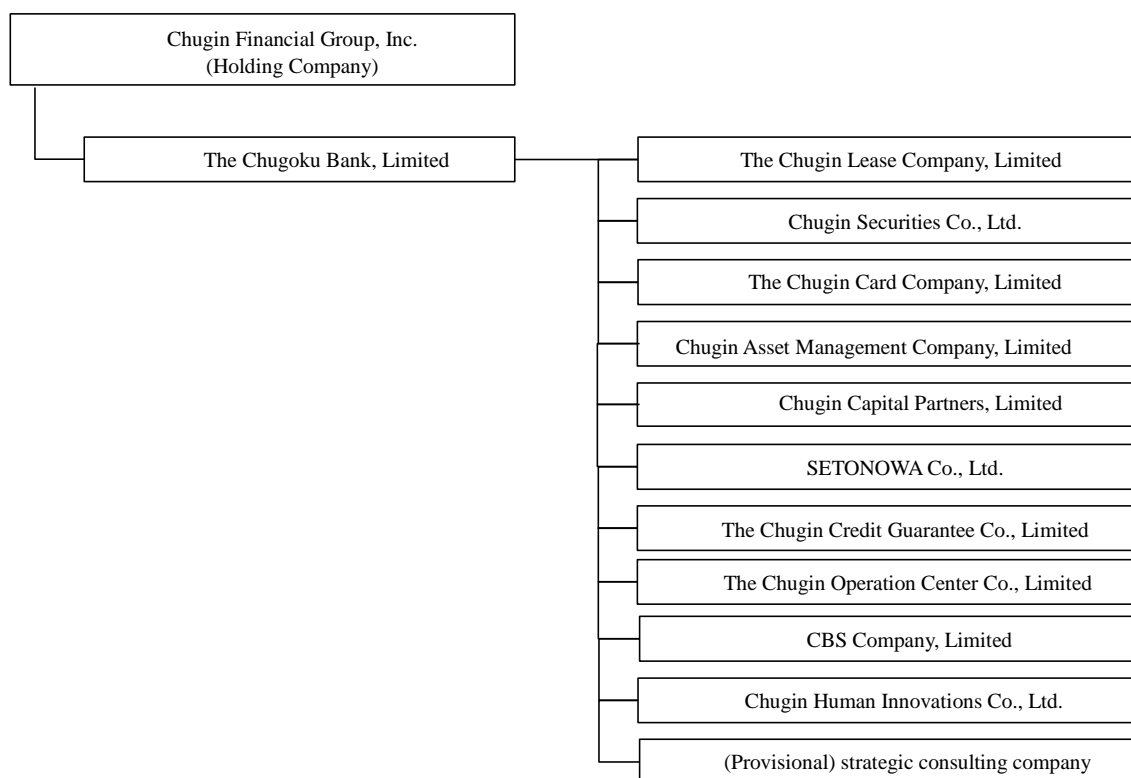 Chugin Financial Group, Inc.
(Holding Company)
The Chugoku Bank, Limited
The Chugin Lease Company, Limited
Chugin Securities Co., Ltd.
The Chugin Card Company, Limited
Chugin Asset Management Company, Limited
Chugin Capital Partners, Limited
SETONOWA Co., Ltd.
The Chugin Credit Guarantee Co., Limited
The Chugin Operation Center Co., Limited
CBS Company, Limited
Chugin Human Innovations Co., Ltd.
(Provisional) strategic consulting company